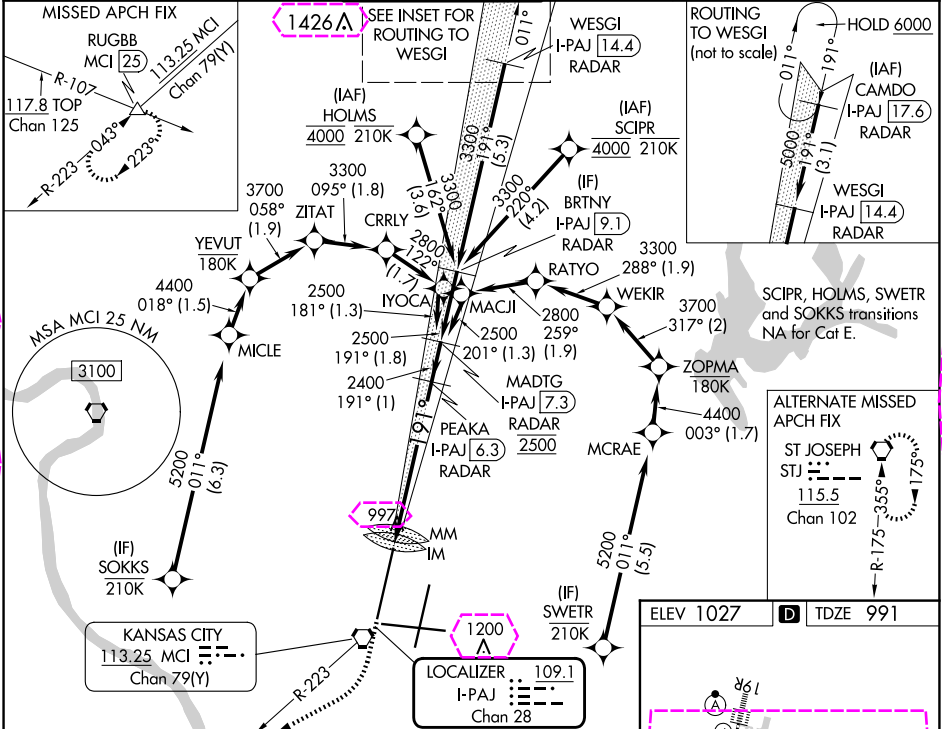 MISSED APCH FIX
RUGBB
MCI 25
113.25 MCI
Chan 79(Y)
R-107
117.8 TOP
Chan 125
R-223
043°
223°
1426
SEE INSET FOR
ROUTING TO
WESGI
011°
WESGI
I-PAJ 14.4
RADAR
ROUTING
TO WESGI
(not to scale)
HOLD 6000
011°
191°
(IAF)
CAMDO
I-PAJ 17.6
RADAR
5000
191°
(3.1)
WESGI
I-PAJ 14.4
RADAR
(IAF)
HOLMS
4000 210K
(IAF)
SCIPR
4000 210K
3300
191°
(5.3)
3300
162°
(3.6)
3300
220°
(4.2)
(IF)
BRTNY
I-PAJ 9.1
RADAR
3300
095° (1.8)
3700
058°
(1.9)
ZITAT
CRRLY
YEVUT
180K
2800
122°
(1.7)
4400
018° (1.5)
MICLE
IYOCA
MACJI
RATYO
3300
288° (1.9)
WEKIR
2500
181° (1.3)
2800
259°
(1.9)
3700
317° (2)
2500
191° (1.8)
2500
201° (1.3)
2400
191° (1)
MADTG
I-PAJ 7.3
RADAR
2500
ZOPMA
180K
4400
003° (1.7)
MCRAE
PEAKA
I-PAJ 6.3
RADAR
191°
SCIPR, HOLMS, SWETR
and SOKKS transitions
NA for Cat E.
MSA MCI 25 NM
3100
5200
011°
(6.3)
(IF)
SOKKS
210K
997
MM
IM
5200
011°
(5.5)
(IF)
SWETR
210K
ALTERNATE MISSED
APCH FIX
ST JOSEPH
STJ
115.5
Chan 102
R-175
355°
175°
KANSAS CITY
113.25 MCI
Chan 79(Y)
R-223
1200
LOCALIZER 109.1
I-PAJ
Chan 28
ELEV 1027
D
TDZE 991
19R
A